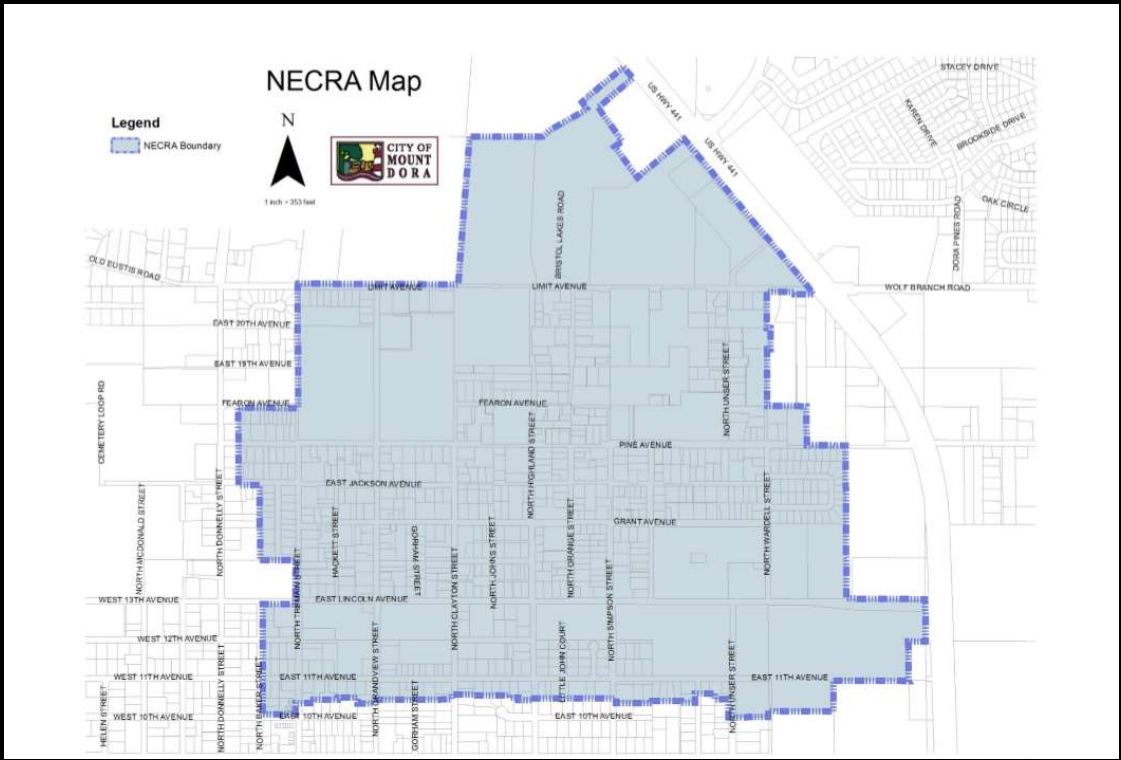 NECRA Map
Legend
NECRA Boundary
N
CITY OF
MOUNT
DORA
1 inch = 353 feet
US HWY 441
US HWY 441
STACEY DRIVE
KAREN DRIVE
BROOKSIDE DRIVE
OAK CIRCLE
DORA PINES ROAD
WOLF BRANCH ROAD
BRISTOL LAKES ROAD
OLD EUSTIS ROAD
LIMIT AVENUE
LIMIT AVENUE
EAST 20TH AVENUE
EAST 19TH AVENUE
FEARON AVENUE
FEARON AVENUE
CEMETERY LOOP RD
NORTH UNSER STREET
PINE AVENUE
NORTH HIGHLAND STREET
EAST JACKSON AVENUE
NORTH MCDONALD STREET
NORTH DONNELLY STREET
HACKETT STREET
GORHAM STREET
NORTH JOHNS STREET
NORTH ORANGE STREET
GRANT AVENUE
NORTH WARDELL STREET
NORTH TREMAIN STREET
NORTH CLAYTON STREET
NORTH SIMPSON STREET
WEST 13TH AVENUE
EAST LINCOLN AVENUE
WEST 12TH AVENUE
NORTH GRANDVIEW STREET
LITTLE JOHN COURT
NORTH UNSER STREET
WEST 11TH AVENUE
EAST 11TH AVENUE
EAST 11TH AVENUE
HELEN STREET
NORTH DONNELLY STREET
NORTH BAKER STREET
GORHAM STREET
WEST 10TH AVENUE
EAST 10TH AVENUE
EAST 10TH AVENUE